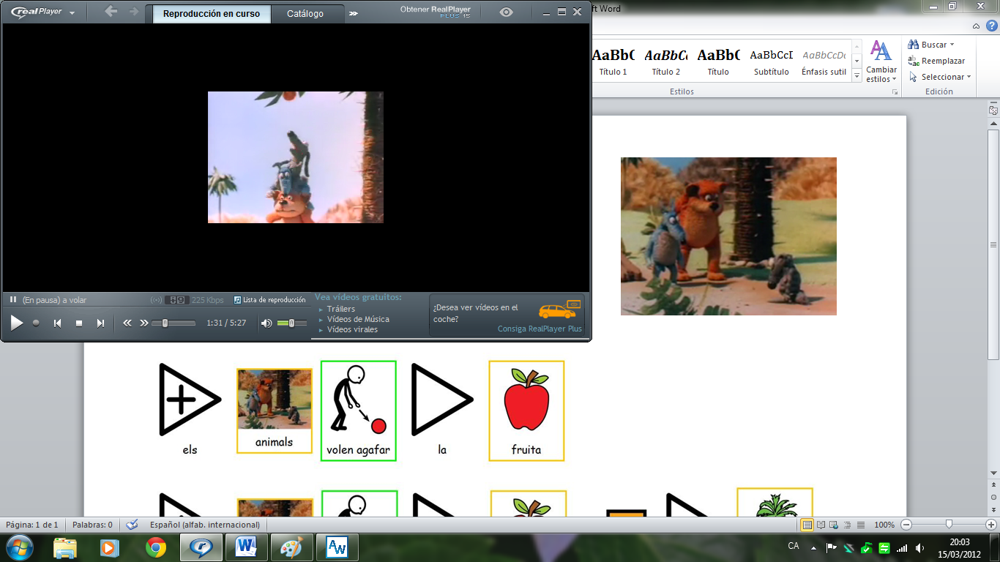 real Player
Reproducción en curso
Catálogo
Obtener RealPlayer
PLUS 15
ft Word
AaBbC
AaBbCc
AaBbC
AaBbCcI
AaBbCcDc
Título 1
Título 2
Título
Subtítulo
Énfasis sutil
Cambiar
estilos
Buscar
Reemplazar
Seleccionar
Estilos
Edición
(En pausa) a volar
225 Kbps
Lista de reproducción
1:31 / 5:27
Vea vídeos gratuitos:
Tráilers
Vídeos de Música
Vídeos virales
¿Desea ver vídeos en el
coche?
Consiga RealPlayer Plus
els
animals
volen agafar
la
fruita
Página: 1 de 1
Palabras: 0
Español (alfab. internacional)
100%
CA
20:03
15/03/2012